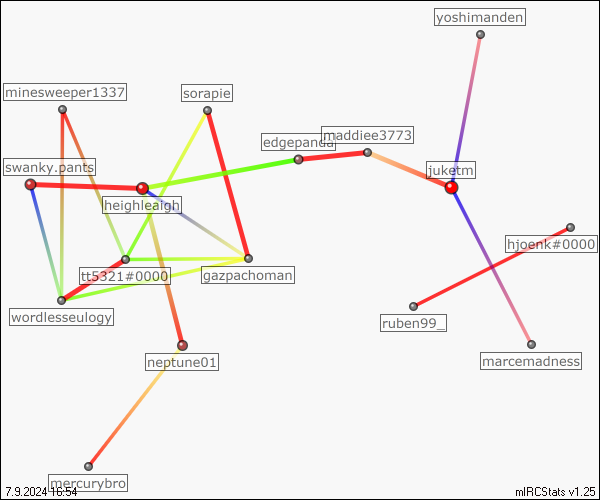 yoshimanden
minesweeper1337
sorapie
maddiee3773
edgepanda
swanky.pants
juketm
heighleaigh
hjoenk#0000
tt5321#0000
gazpachoman
wordlesseulogy
ruben99_
neptune01
marcemadness
mercurybro
7.9.2024 16:54
mIRCStats v1.25